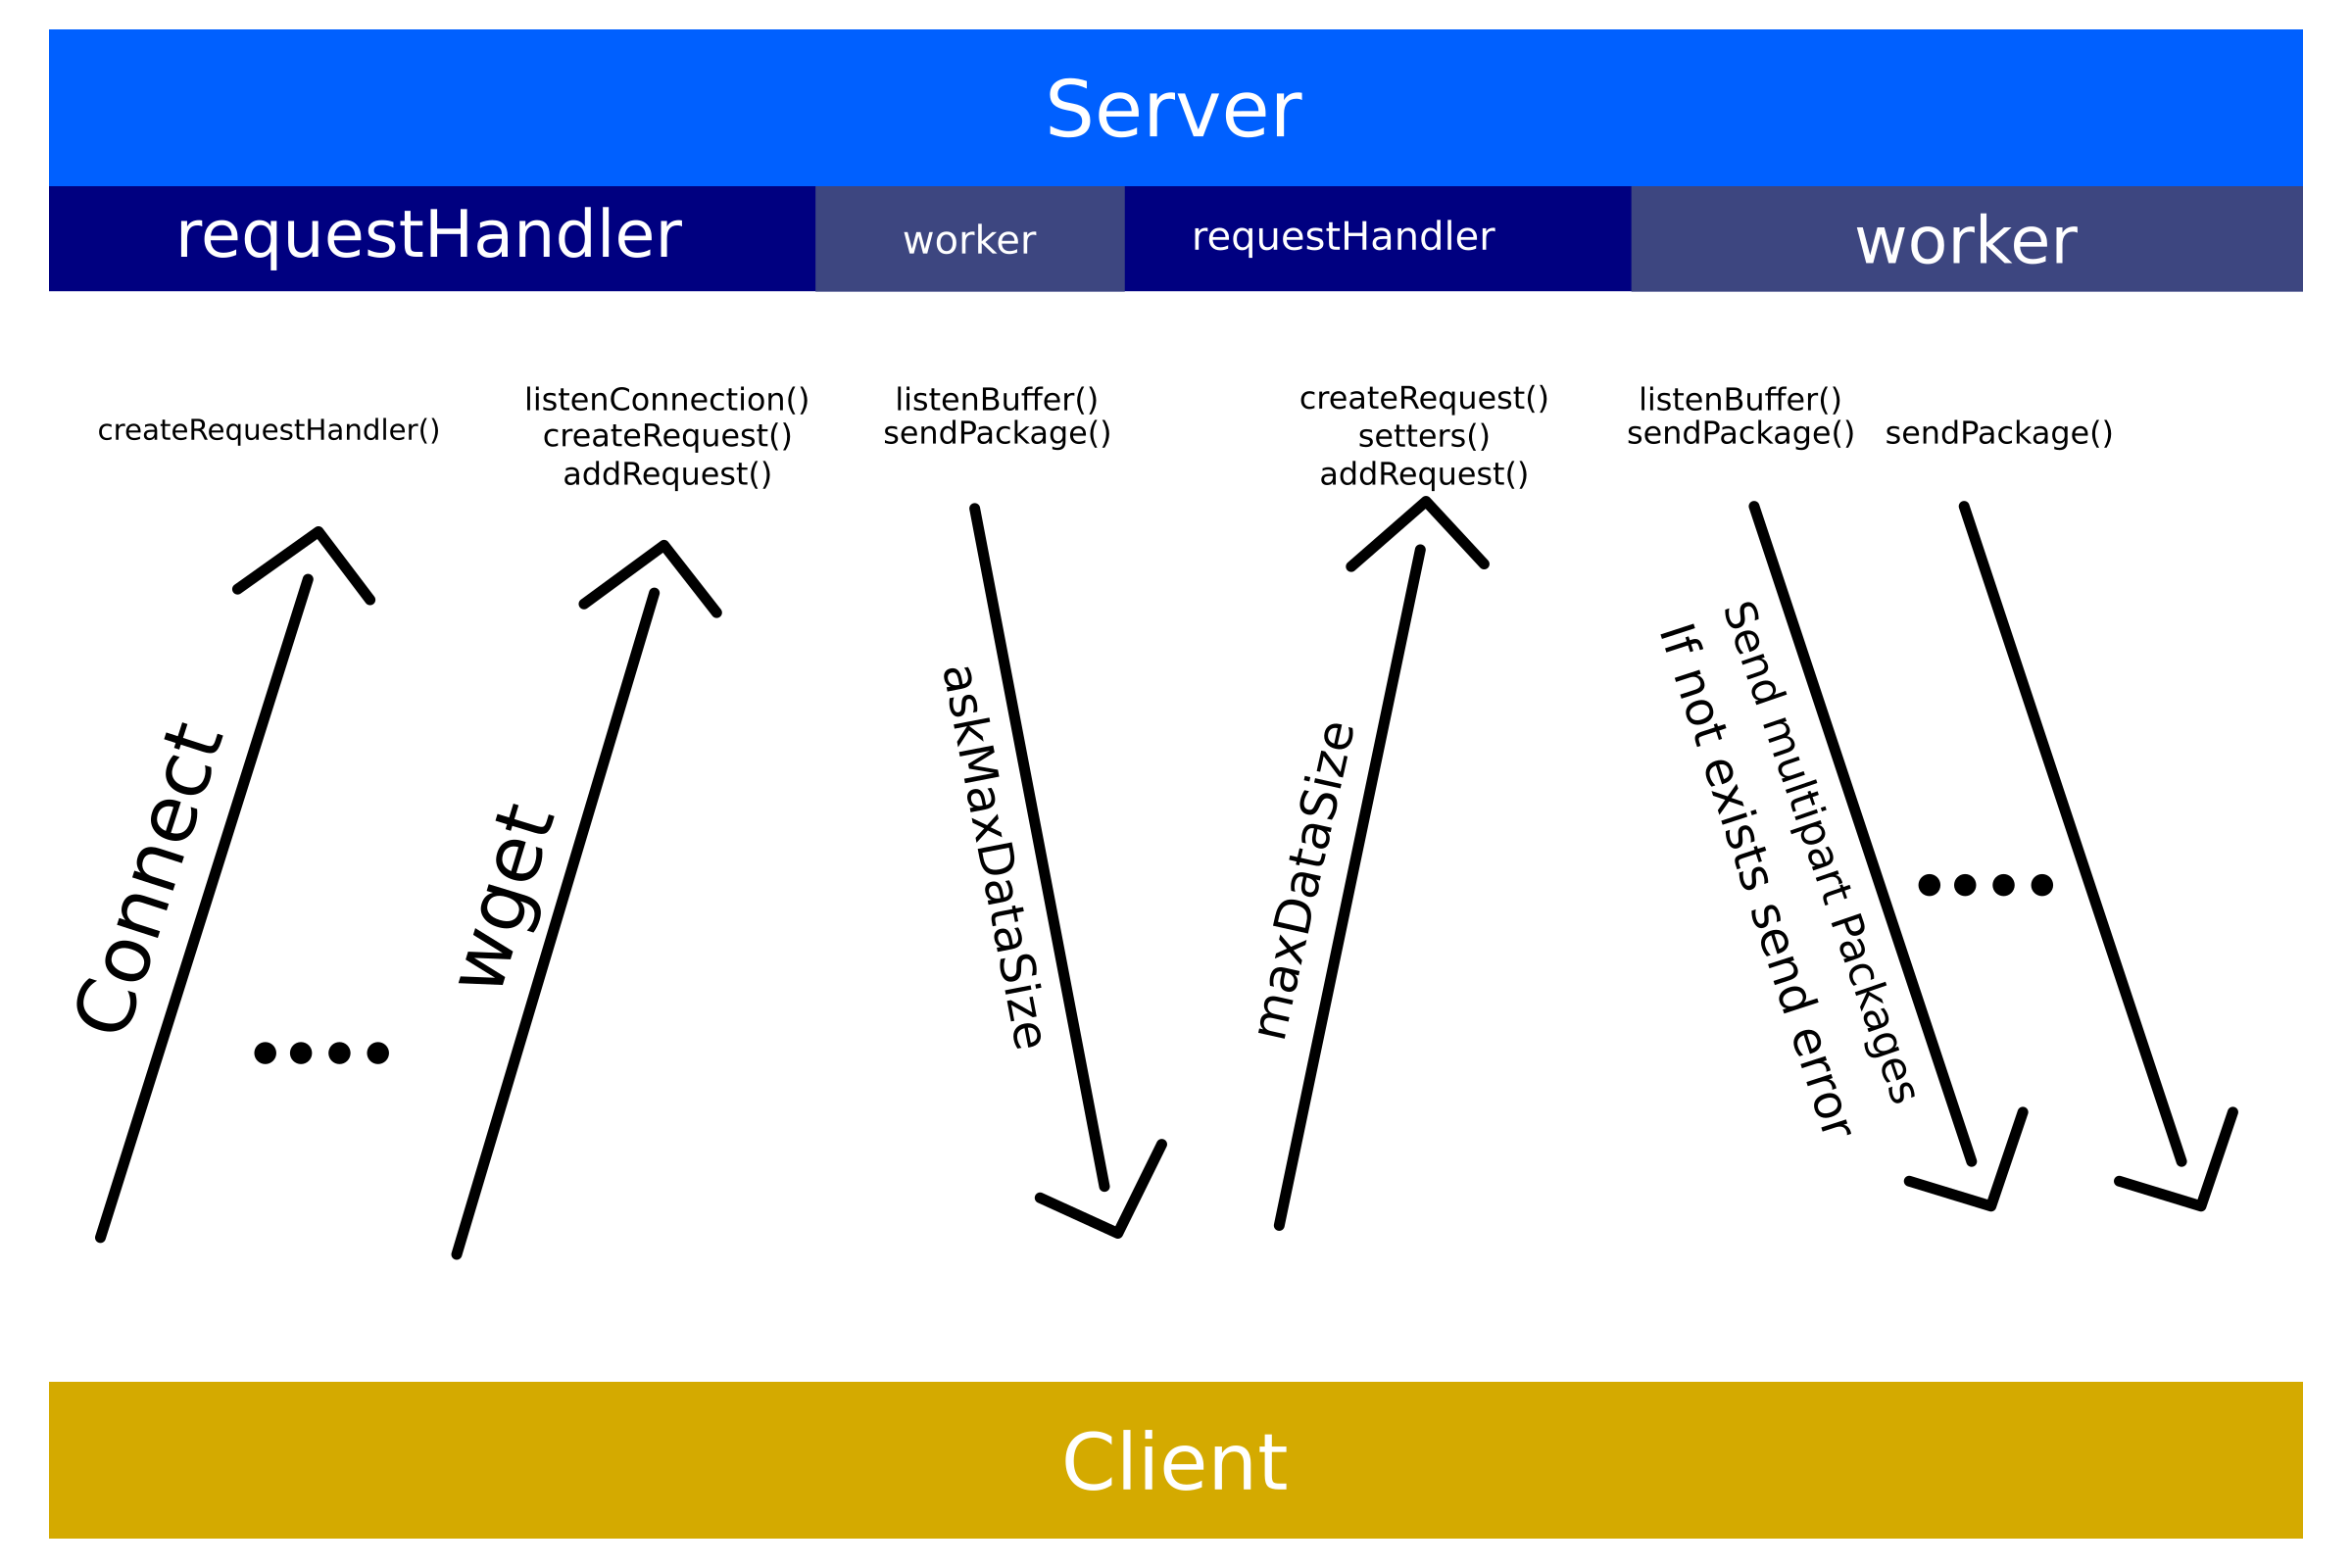 Server
requestHandler
worker
requestHandler
worker
createRequestHandler()
listenConnection()
createRequest()
addRequest()
listenBuffer()
sendPackage()
createRequest()
setters()
addRequest()
listenBuffer()
sendPackage()
sendPackage()
Connect
wget
askMaxDataSize
maxDataSize
If not exists send error
send multipart Packages
Client